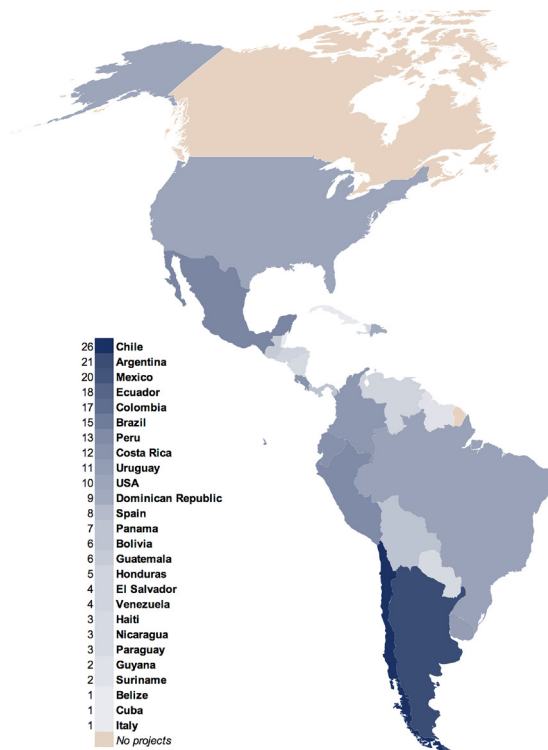 26 Chile
21 Argentina
20 Mexico
18 Ecuador
17 Colombia
15 Brazil
13 Peru
12 Costa Rica
11 Uruguay
10 USA
9 Dominican Republic
8 Spain
7 Panama
6 Bolivia
6 Guatemala
5 Honduras
4 El Salvador
4 Venezuela
3 Haiti
3 Nicaragua
3 Paraguay
2 Guyana
2 Suriname
1 Belize
1 Cuba
1 Italy
No projects